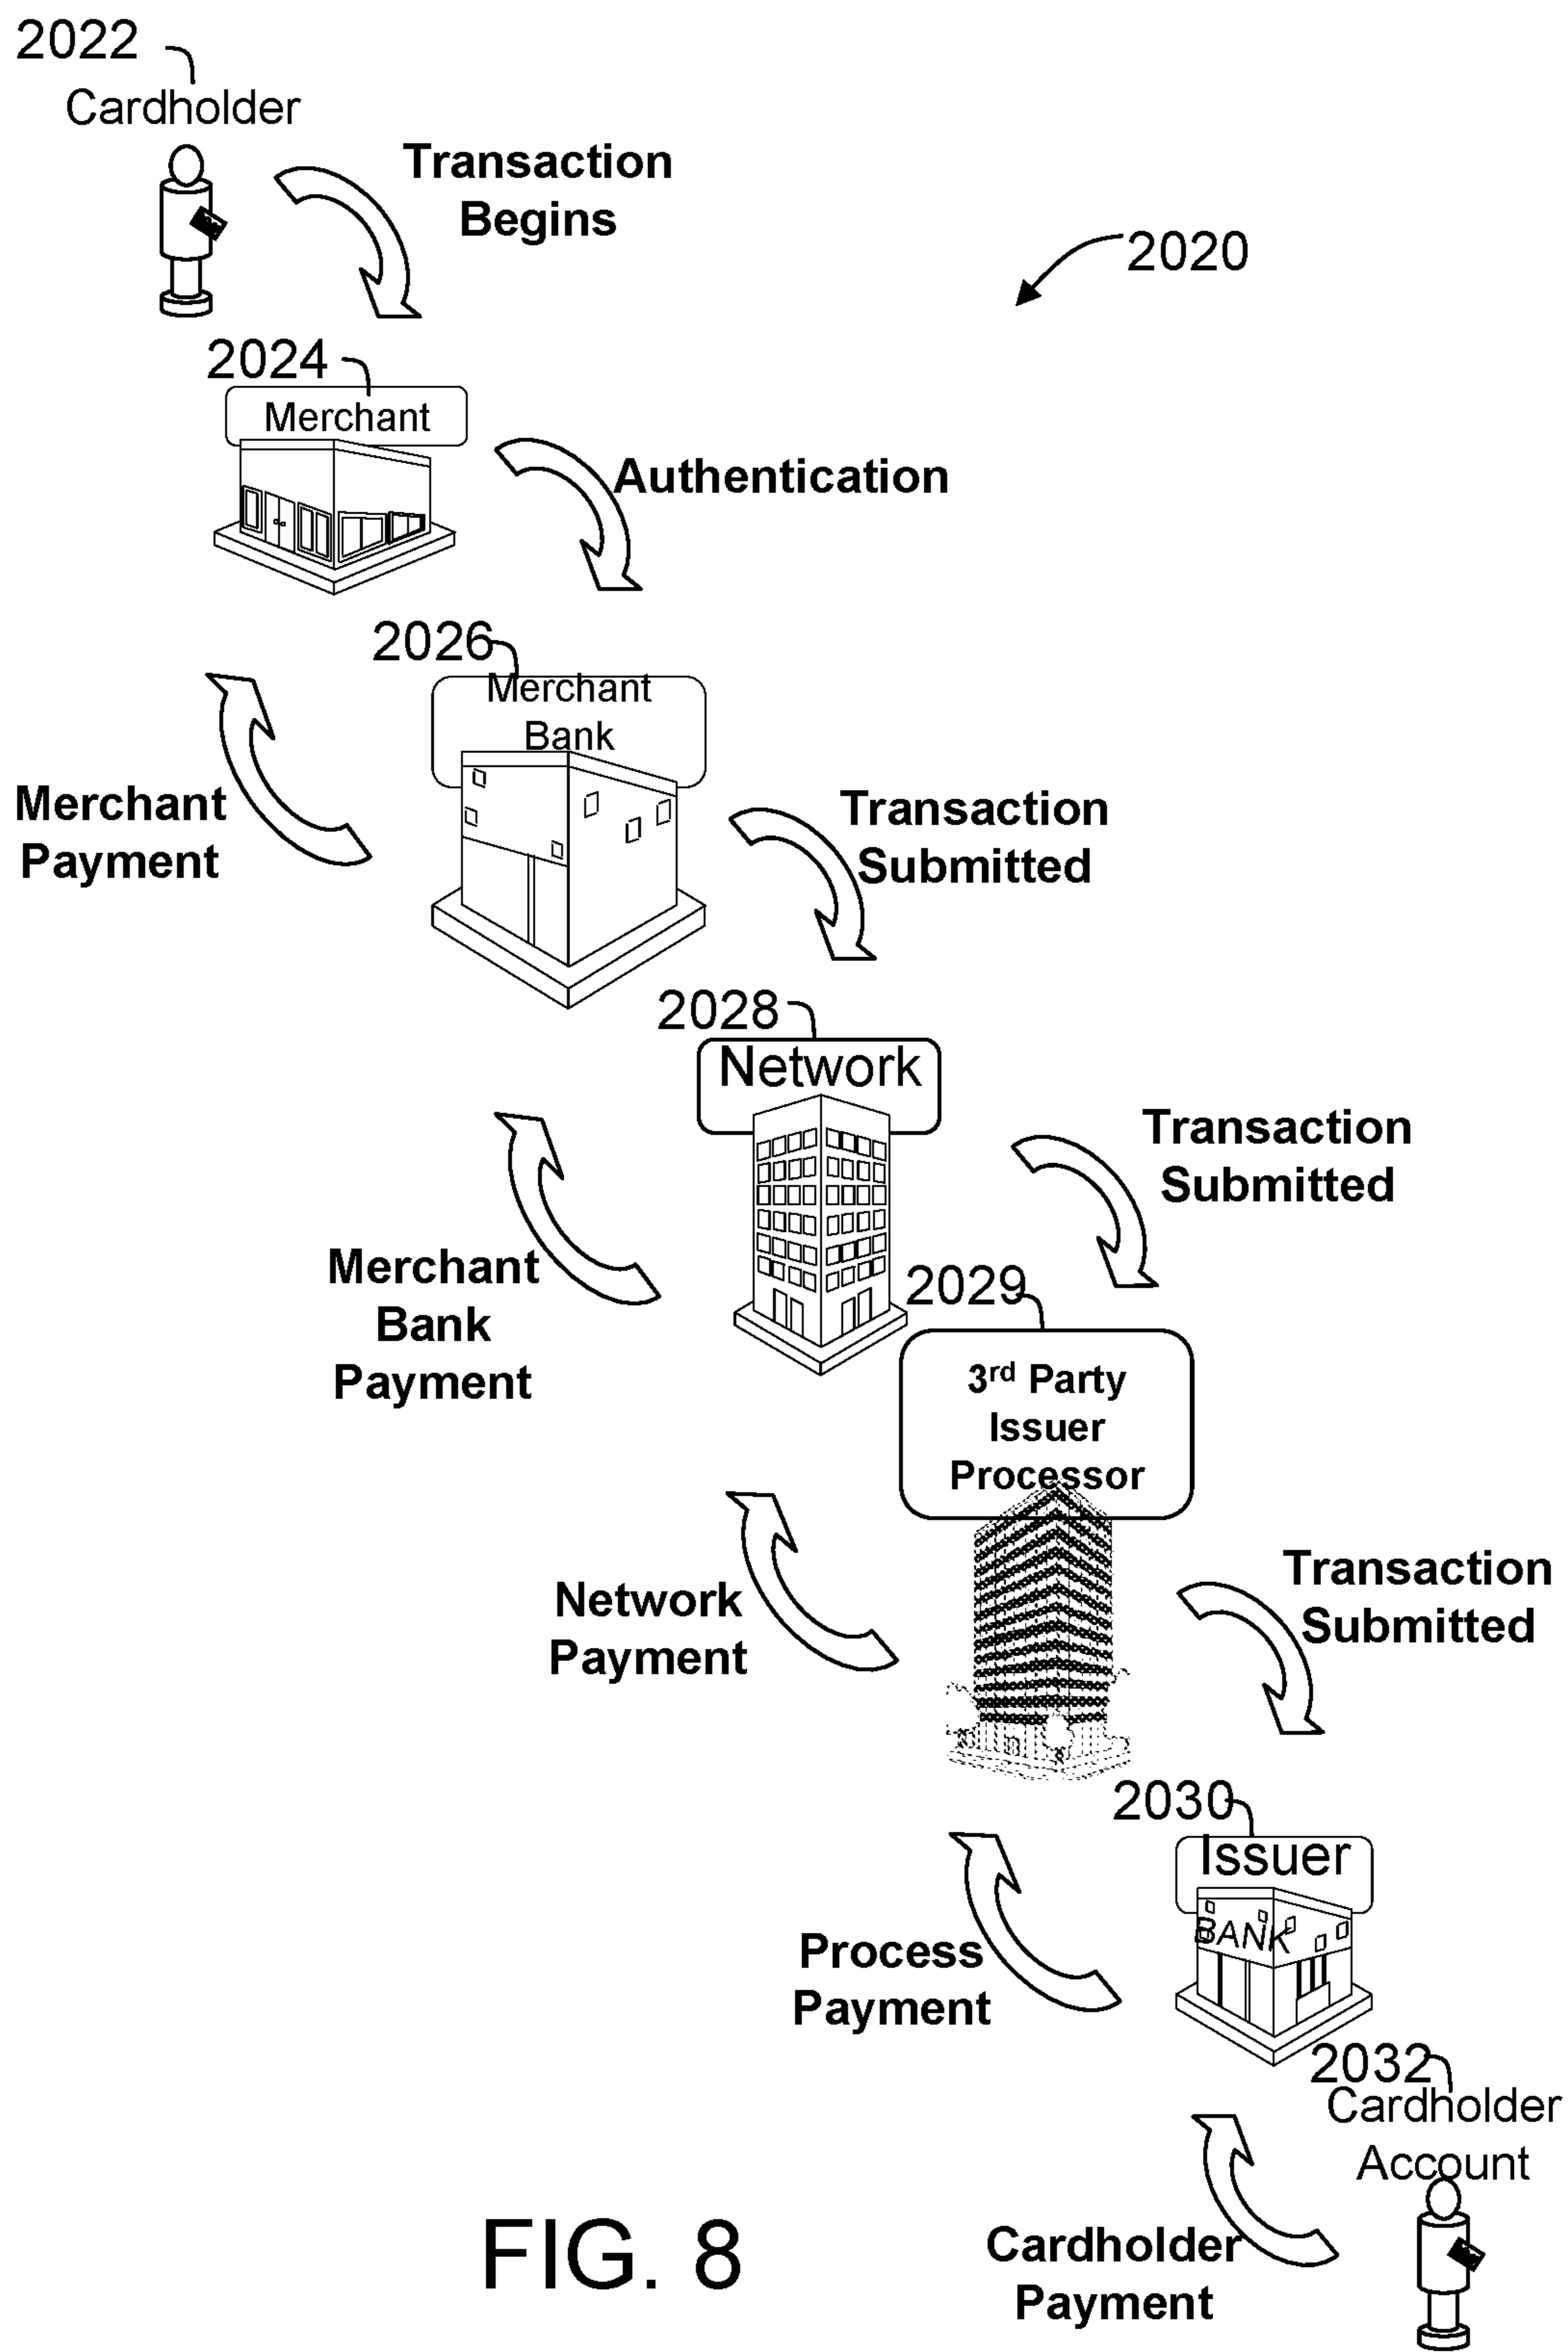 2022
Cardholder
Transaction
Begins
2020
2024
Merchant
Authentication
2026
Merchant
Bank
Merchant
Payment
Transaction
Submitted
2028
Network
Transaction
Submitted
Merchant
Bank
Payment
2029
3rd Party
Issuer
Processor
Network
Payment
Transaction
Submitted
2030
Issuer
BANK
Process
Payment
2032
Cardholder
Account
Cardholder
Payment
FIG. 8